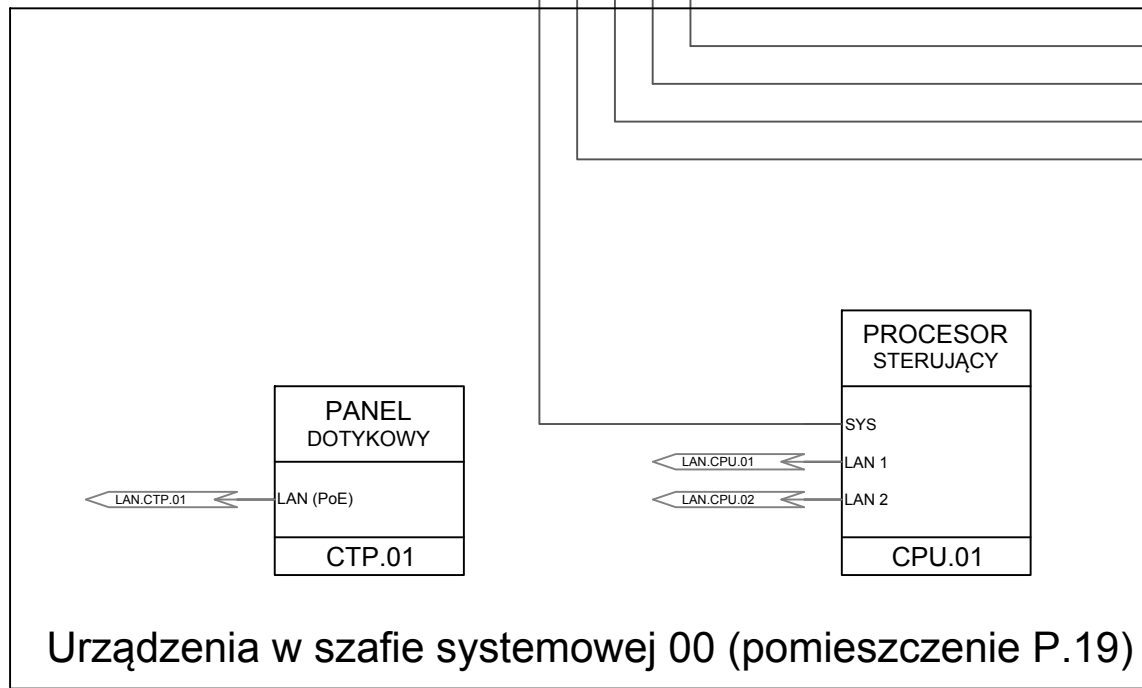 PROCESOR
STERUJĄCY
SYS
LAN.CPU.01
LAN 1
LAN.CPU.02
LAN 2
CPU.01
PANEL
DOTYKOWY
LAN.CTP.01
LAN (PoE)
CTP.01
Urządzenia w szafie systemowej 00 (pomieszczenie P.19)